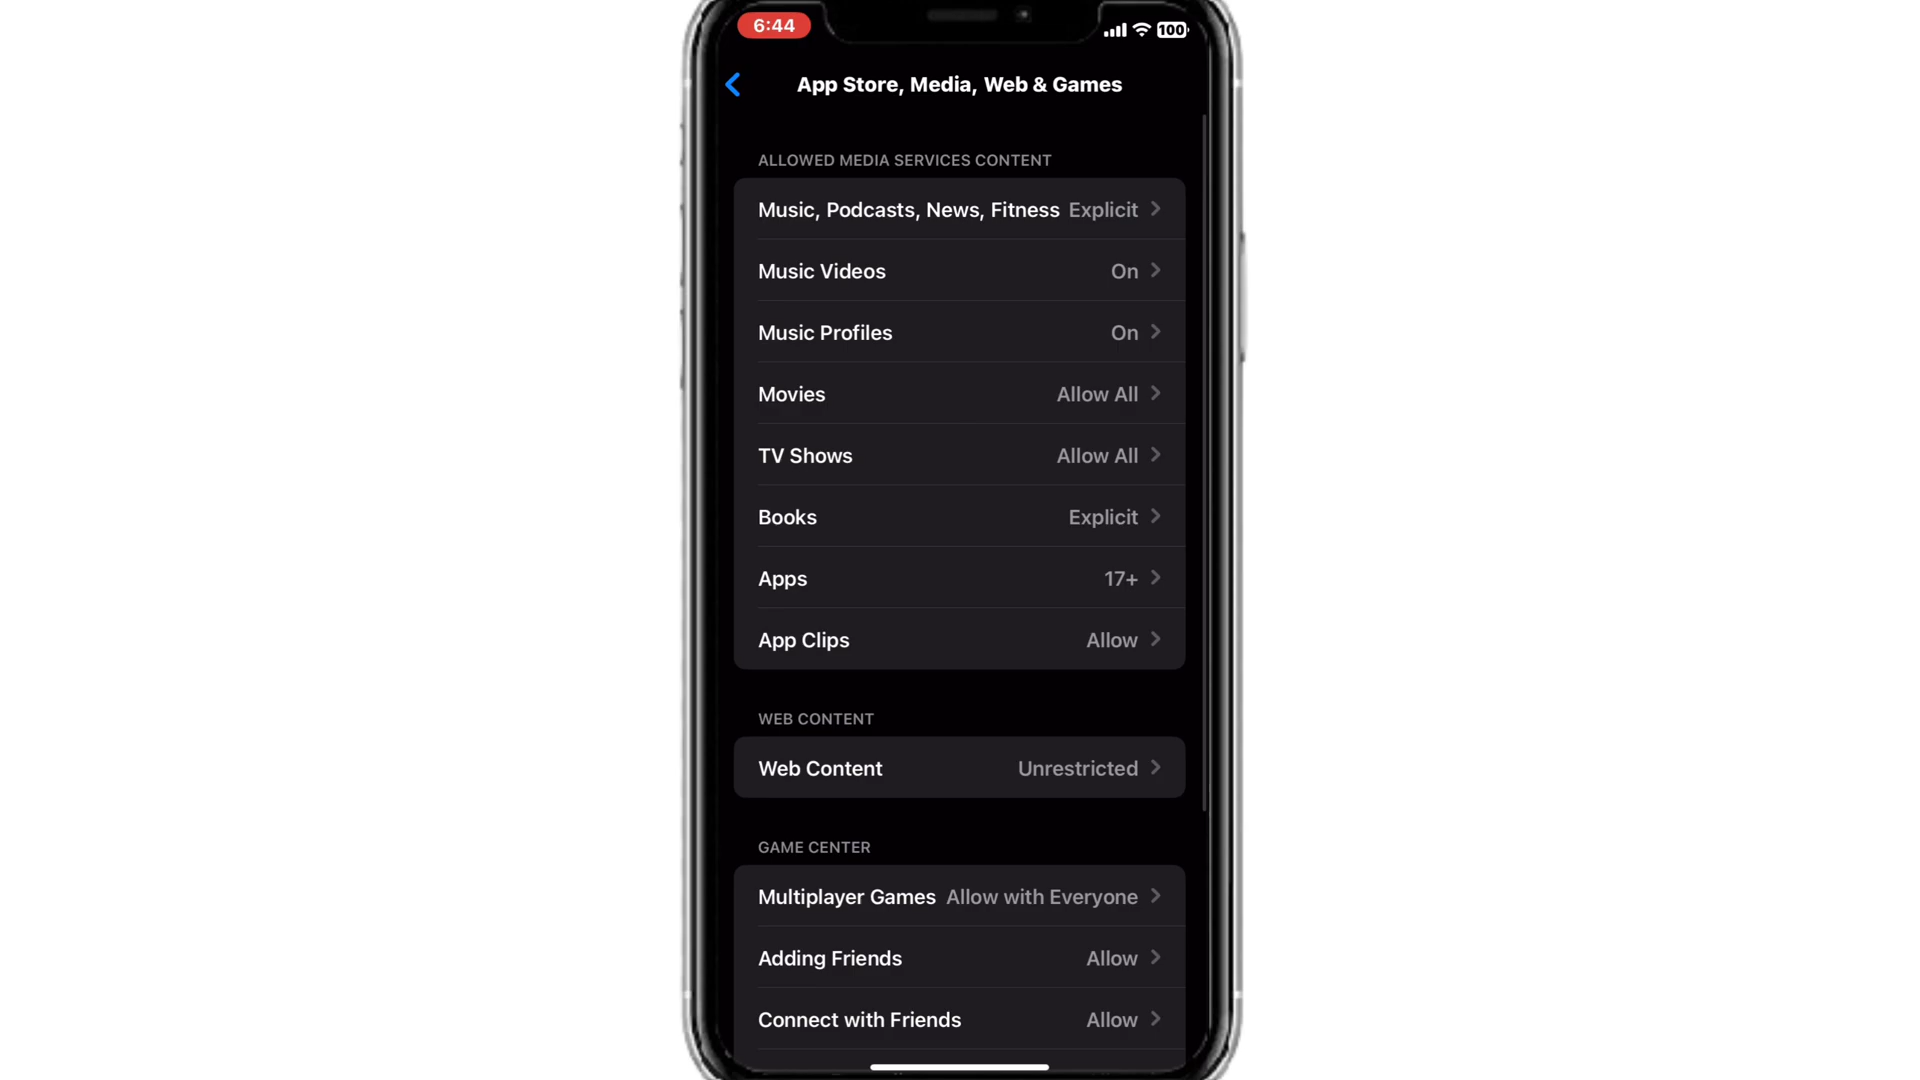 6:44
100
App Store, Media, Web & Games
ALLOWED MEDIA SERVICES CONTENT
Music, Podcasts, News, Fitness Explicit
Music Videos On
Music Profiles On
Movies Allow All
TV Shows Allow All
Books Explicit
Apps 17+
App Clips Allow
WEB CONTENT
Web Content Unrestricted
GAME CENTER
Multiplayer Games Allow with Everyone
Adding Friends Allow
Connect with Friends Allow